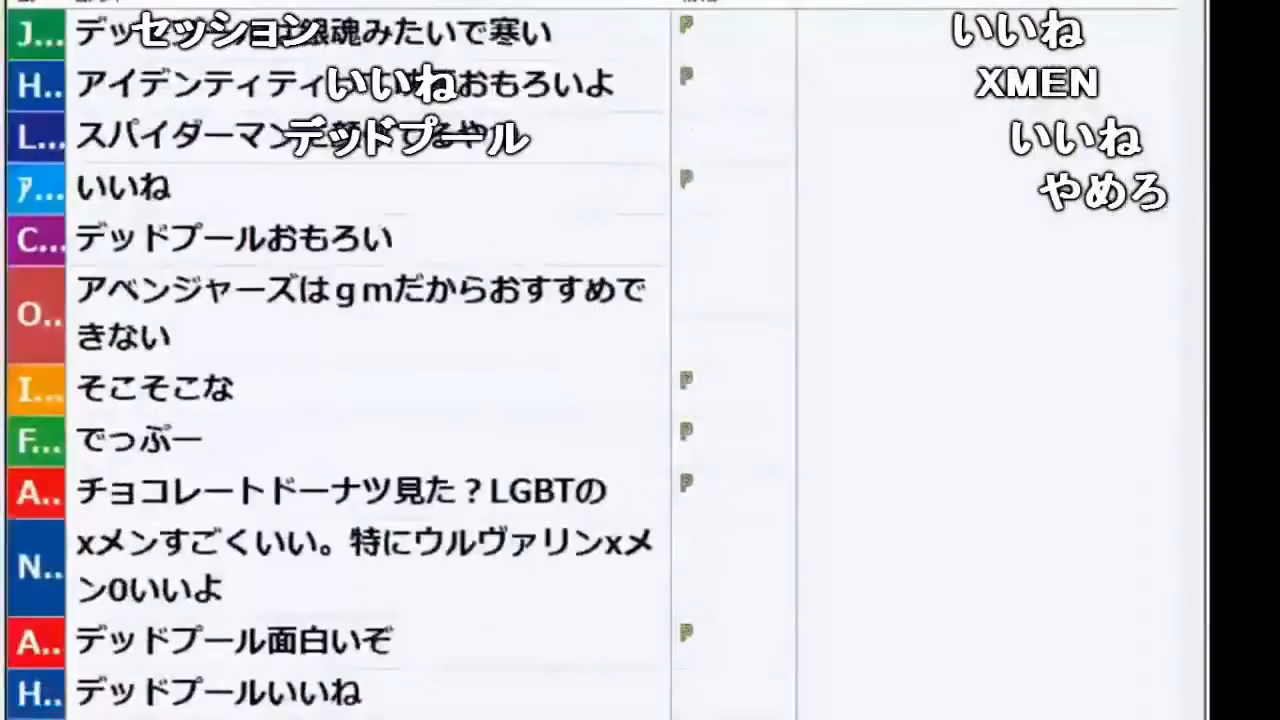 J...
デッ
銀魂みたいで寒い
P
セッション
いいね
H..
アイデンティティ
おもろいよ
P
いいね
XMEN
L...
スパイダーマン
デッドプール
いいね
ｱ...
いいね
P
やめろ
C...
デッドプールおもろい
O..
アベンジャーズはｇｍだからおすすめで
きない
I...
そこそこな
P
F...
でっぷー
P
A..
チョコレートドーナツ見た？LGBTの
P
N..
xメンすごくいい。特にウルヴァリンxメ
ン0いいよ
A..
デッドプール面白いぞ
P
H..
デッドプールいいね